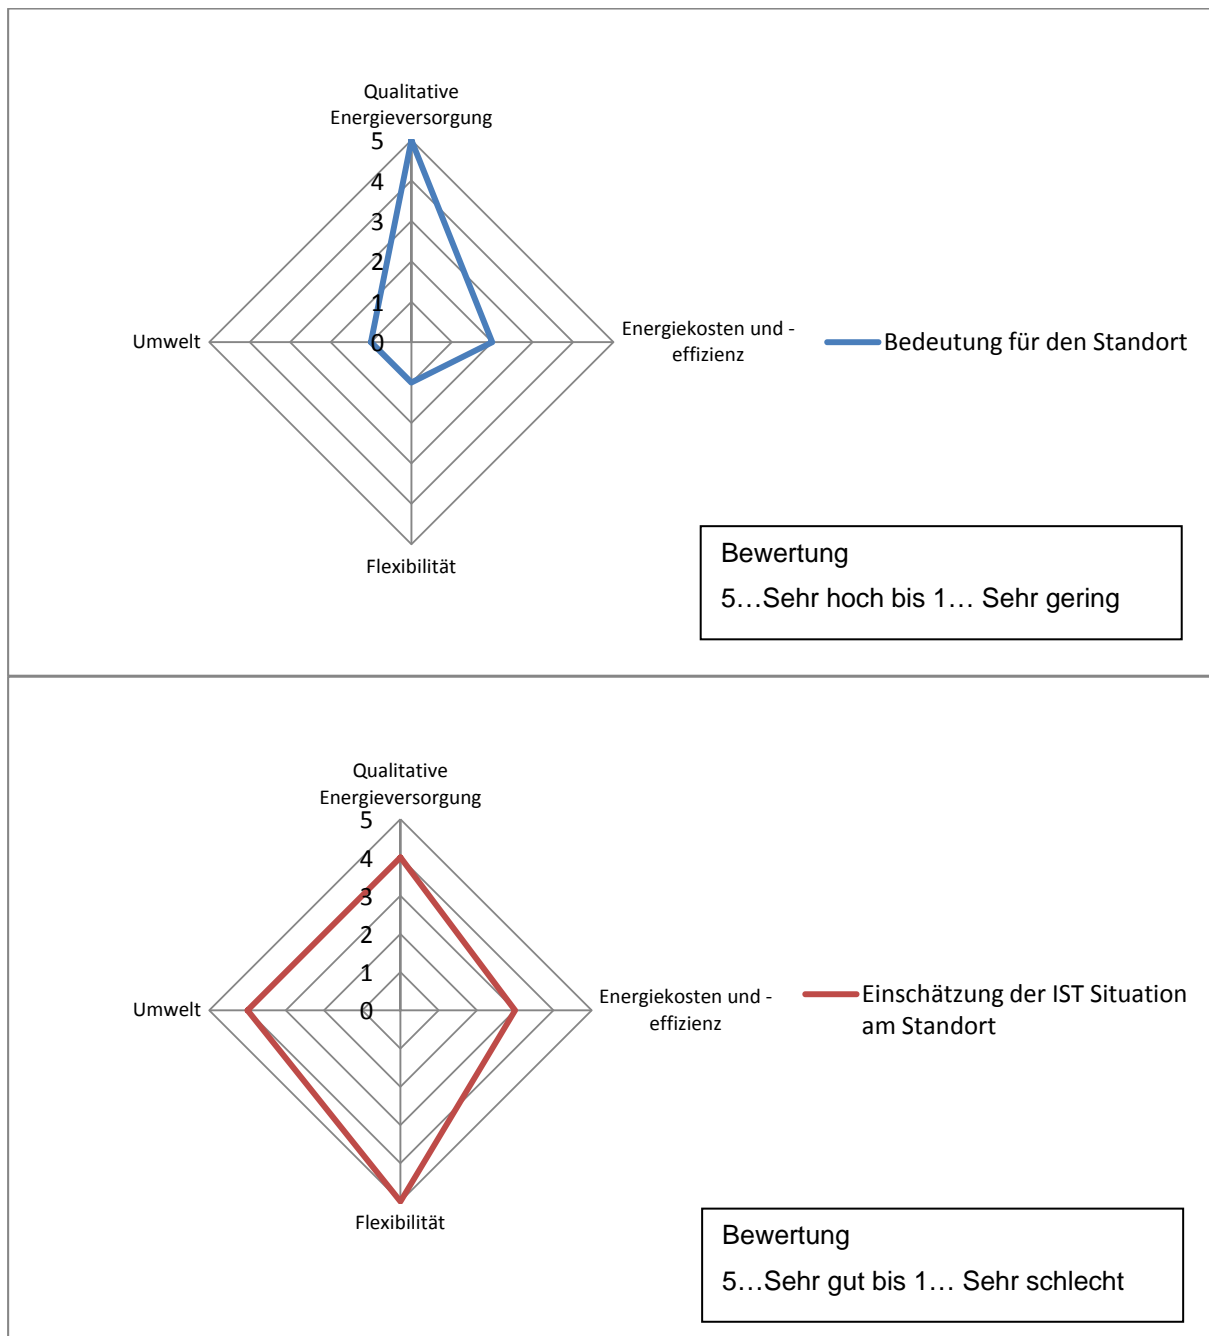 Qualitative
Energieversorgung
5
4
3
2
1
0
Umwelt
Energiekosten und -
effizienz
Flexibilität
Bedeutung für den Standort
Bewertung
5…Sehr hoch bis 1… Sehr gering
Qualitative
Energieversorgung
5
4
3
2
1
0
Umwelt
Energiekosten und -
effizienz
Flexibilität
Einschätzung der IST Situation
am Standort
Bewertung
5…Sehr gut bis 1… Sehr schlecht